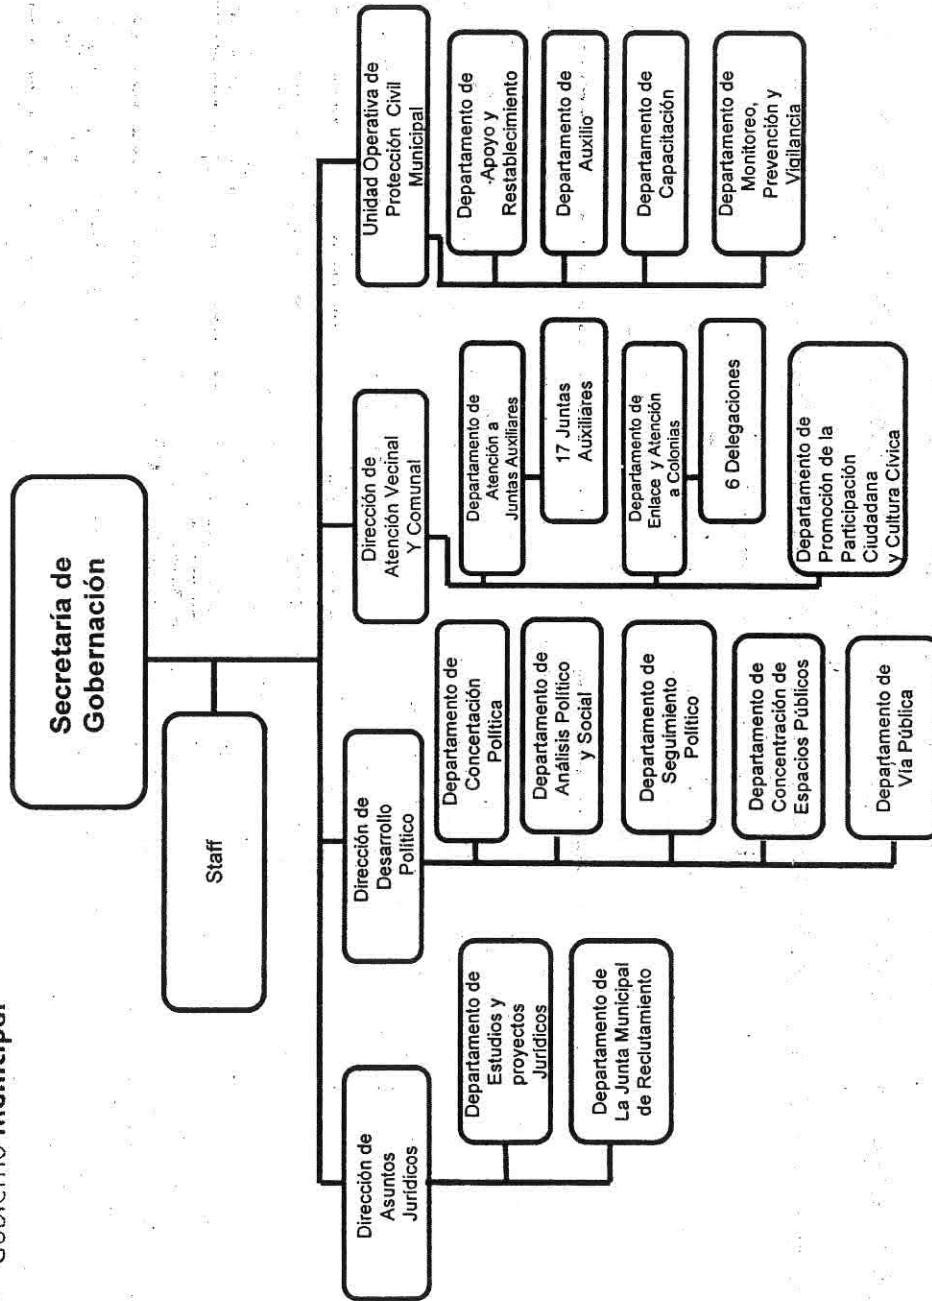 Gobierno Municipal
Secretaría de
Gobernación
Staff
Dirección de
Asuntos
Jurídicos
Departamento de
Estudios y
proyectos
Jurídicos
Departamento de
La Junta Municipal
de Reclutamiento
Dirección de
Desarrollo
Político
Departamento de
Concertación
Política
Departamento de
Análisis Político
y Social
Departamento de
Seguimiento
Político
Departamento de
Concentración de
Espacios Públicos
Departamento de
Vía Pública
Dirección de
Atención Vecinal
Y Comunal
Departamento de
Atención a
Juntas Auxiliares
17 Juntas
Auxiliares
Departamento de
Enlace y Atención
a Colonias
6 Delegaciones
Departamento de
Promoción de la
Participación
Ciudadana
y Cultura Cívica
Unidad Operativa de
Protección Civil
Municipal
Departamento de
Apoyo y
Restablecimiento
Departamento de
Auxilio
Departamento de
Capacitación
Departamento de
Monitoreo,
Prevención y
Vigilancia